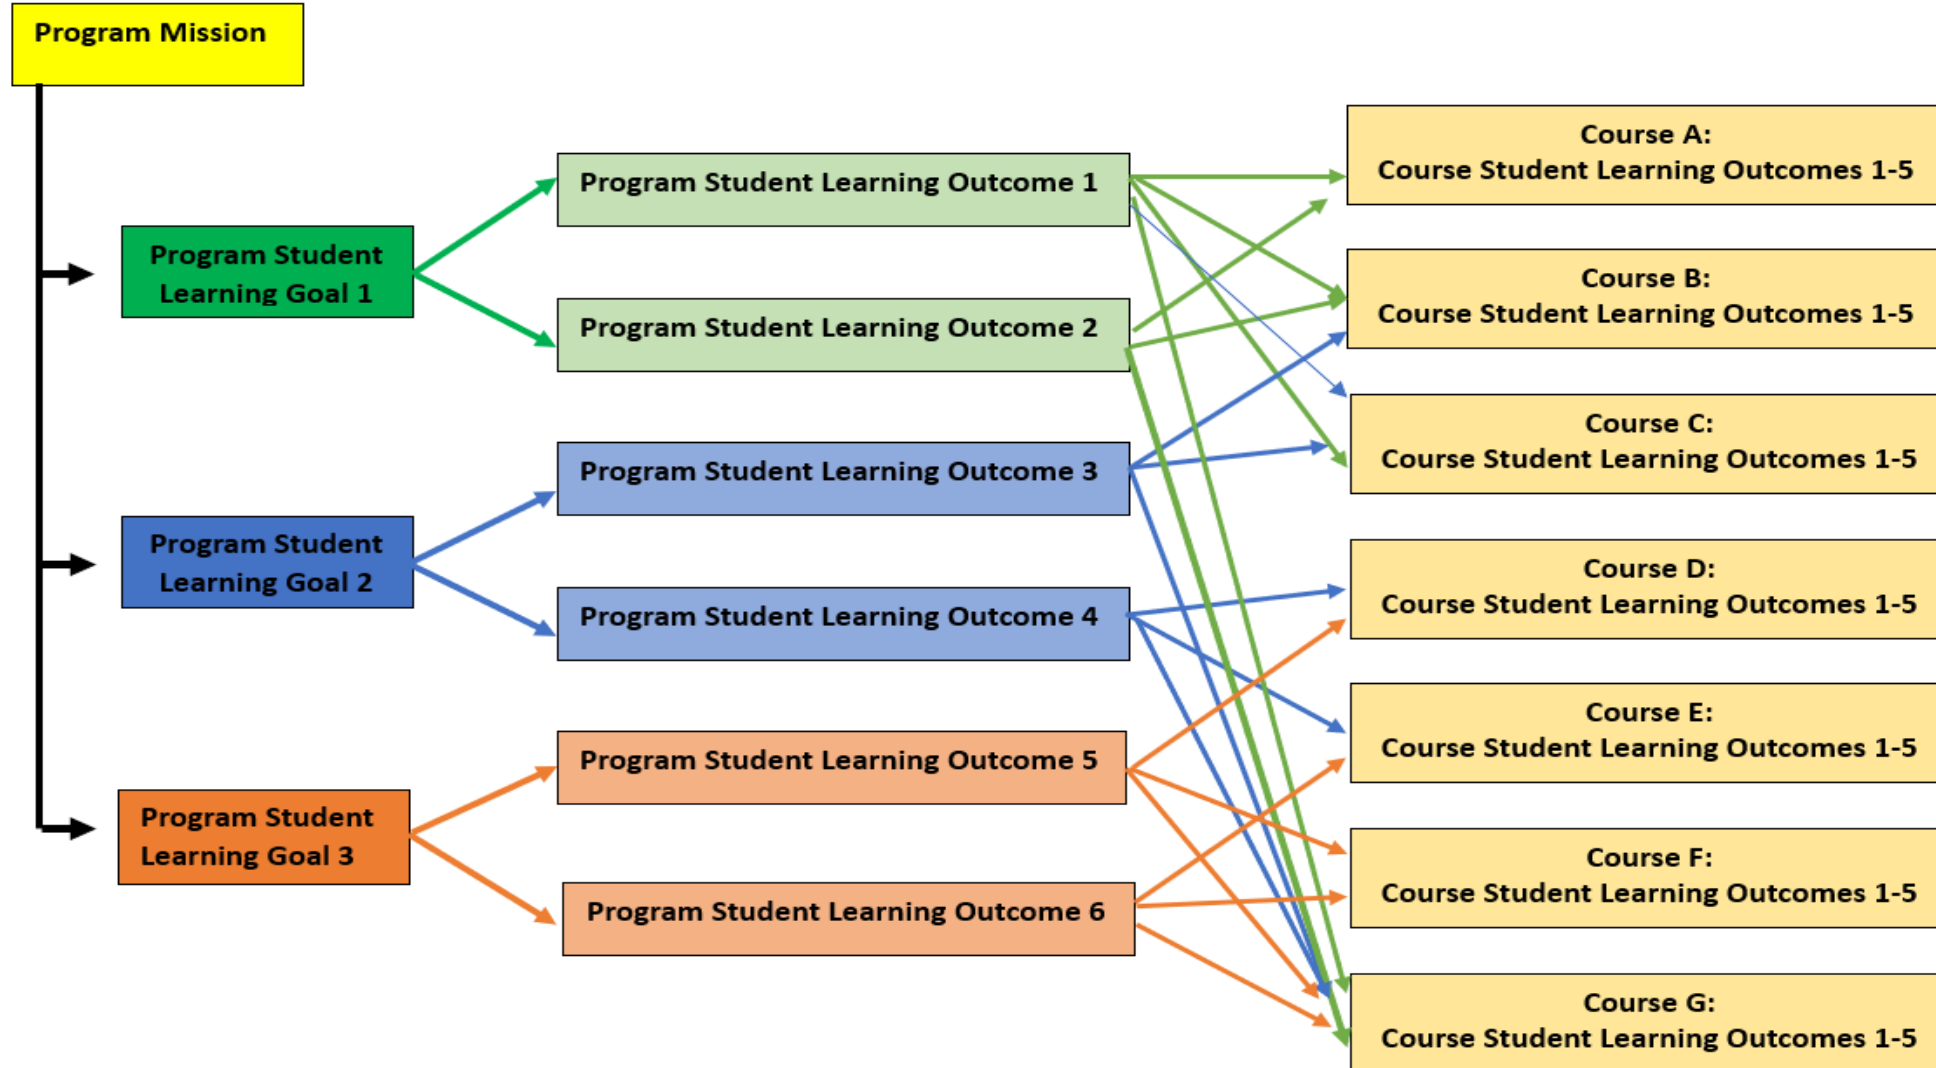 Program Mission
Program Student
Learning Goal 1
Program Student
Learning Goal 2
Program Student
Learning Goal 3
Program Student Learning Outcome 1
Program Student Learning Outcome 2
Program Student Learning Outcome 3
Program Student Learning Outcome 4
Program Student Learning Outcome 5
Program Student Learning Outcome 6
Course A:
Course Student Learning Outcomes 1-5
Course B:
Course Student Learning Outcomes 1-5
Course C:
Course Student Learning Outcomes 1-5
Course D:
Course Student Learning Outcomes 1-5
Course E:
Course Student Learning Outcomes 1-5
Course F:
Course Student Learning Outcomes 1-5
Course G:
Course Student Learning Outcomes 1-5